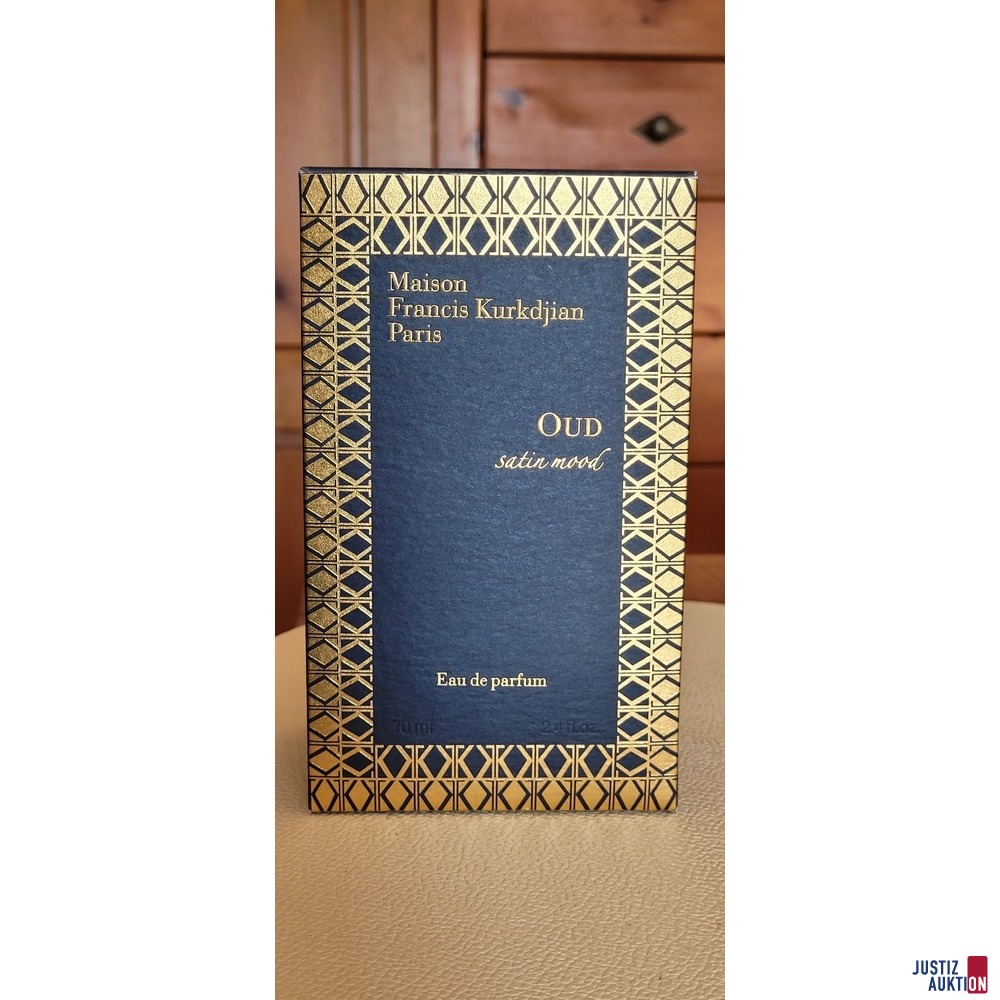 Maison
Francis Kurkdjian
Paris
OUD
satin mood
Eau de parfum
70 ml 2.4 fl.oz
JUSTIZ
AUKTION